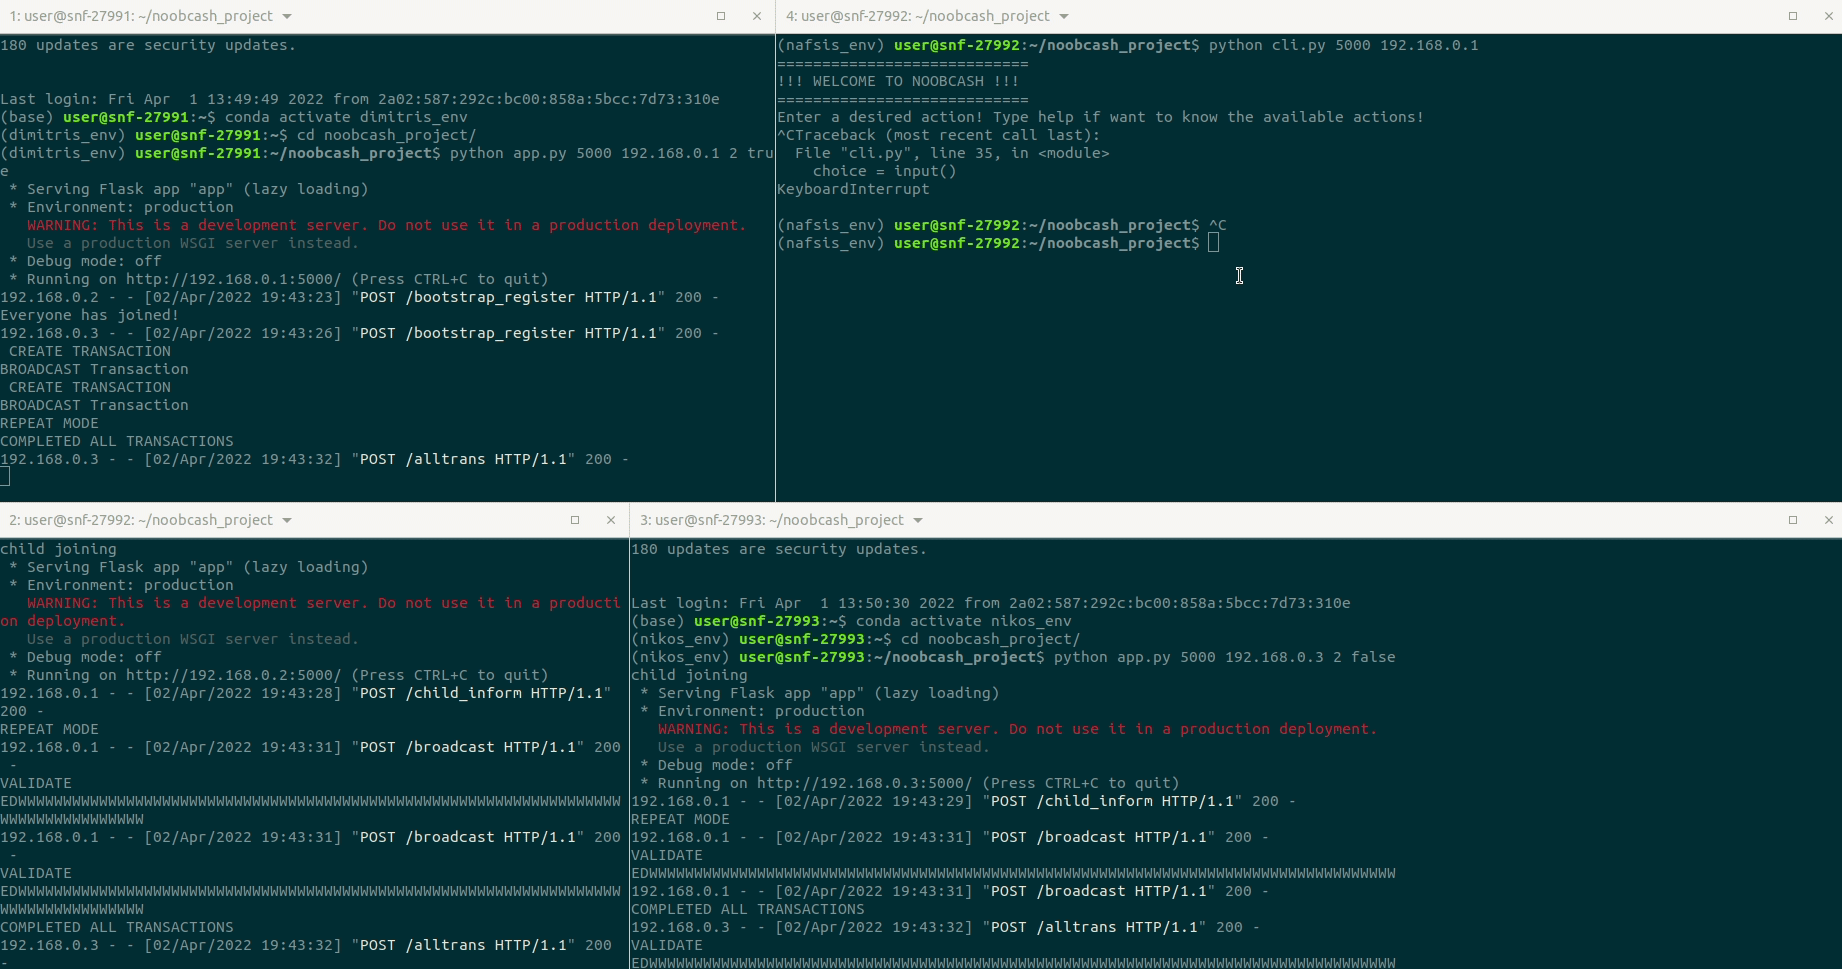 1: user@snf-27991: ~/noobcash_project
180 updates are security updates.
Last login: Fri Apr  1 13:49:49 2022 from 2a02:587:292c:bc00:858a:5bcc:7d73:310e
(base) user@snf-27991:~$ conda activate dimitris_env
(dimitris_env) user@snf-27991:~$ cd noobcash_project/
(dimitris_env) user@snf-27991:~/noobcash_project$ python app.py 5000 192.168.0.1 2 tru
e
 * Serving Flask app "app" (lazy loading)
 * Environment: production
   WARNING: This is a development server. Do not use it in a production deployment.
   Use a production WSGI server instead.
 * Debug mode: off
 * Running on http://192.168.0.1:5000/ (Press CTRL+C to quit)
192.168.0.2 - - [02/Apr/2022 19:43:23] "POST /bootstrap_register HTTP/1.1" 200 -
Everyone has joined!
192.168.0.3 - - [02/Apr/2022 19:43:26] "POST /bootstrap_register HTTP/1.1" 200 -
 CREATE TRANSACTION
BROADCAST Transaction
 CREATE TRANSACTION
BROADCAST Transaction
REPEAT MODE
COMPLETED ALL TRANSACTIONS
192.168.0.3 - - [02/Apr/2022 19:43:32] "POST /alltrans HTTP/1.1" 200 -
4: user@snf-27992: ~/noobcash_project
(nafsis_env) user@snf-27992:~/noobcash_project$ python cli.py 5000 192.168.0.1
============================
!!! WELCOME TO NOOBCASH !!!
============================
Enter a desired action! Type help if want to know the available actions!
^CTraceback (most recent call last):
  File "cli.py", line 35, in <module>
    choice = input()
KeyboardInterrupt
(nafsis_env) user@snf-27992:~/noobcash_project$ ^C
(nafsis_env) user@snf-27992:~/noobcash_project$
2: user@snf-27992: ~/noobcash_project
child joining
 * Serving Flask app "app" (lazy loading)
 * Environment: production
   WARNING: This is a development server. Do not use it in a producti
on deployment.
   Use a production WSGI server instead.
 * Debug mode: off
 * Running on http://192.168.0.2:5000/ (Press CTRL+C to quit)
192.168.0.1 - - [02/Apr/2022 19:43:28] "POST /child_inform HTTP/1.1"
200 -
REPEAT MODE
192.168.0.1 - - [02/Apr/2022 19:43:31] "POST /broadcast HTTP/1.1" 200
 -
VALIDATE
EDWWWWWWWWWWWWWWWWWWWWWWWWWWWWWWWWWWWWWWWWWWWWWWWWWWWWWWWWWWWWWWWWWWW
WWWWWWWWWWWWWWWW
192.168.0.1 - - [02/Apr/2022 19:43:31] "POST /broadcast HTTP/1.1" 200
 -
VALIDATE
EDWWWWWWWWWWWWWWWWWWWWWWWWWWWWWWWWWWWWWWWWWWWWWWWWWWWWWWWWWWWWWWWWWWW
WWWWWWWWWWWWWWWW
COMPLETED ALL TRANSACTIONS
192.168.0.3 - - [02/Apr/2022 19:43:32] "POST /alltrans HTTP/1.1" 200
-
3: user@snf-27993: ~/noobcash_project
180 updates are security updates.
Last login: Fri Apr  1 13:50:30 2022 from 2a02:587:292c:bc00:858a:5bcc:7d73:310e
(base) user@snf-27993:~$ conda activate nikos_env
(nikos_env) user@snf-27993:~$ cd noobcash_project/
(nikos_env) user@snf-27993:~/noobcash_project$ python app.py 5000 192.168.0.3 2 false
child joining
 * Serving Flask app "app" (lazy loading)
 * Environment: production
   WARNING: This is a development server. Do not use it in a production deployment.
   Use a production WSGI server instead.
 * Debug mode: off
 * Running on http://192.168.0.3:5000/ (Press CTRL+C to quit)
192.168.0.1 - - [02/Apr/2022 19:43:29] "POST /child_inform HTTP/1.1" 200 -
REPEAT MODE
192.168.0.1 - - [02/Apr/2022 19:43:31] "POST /broadcast HTTP/1.1" 200 -
VALIDATE
EDWWWWWWWWWWWWWWWWWWWWWWWWWWWWWWWWWWWWWWWWWWWWWWWWWWWWWWWWWWWWWWWWWWWWWWWWWWWWWWWWWWW
192.168.0.1 - - [02/Apr/2022 19:43:31] "POST /broadcast HTTP/1.1" 200 -
COMPLETED ALL TRANSACTIONS
192.168.0.3 - - [02/Apr/2022 19:43:32] "POST /alltrans HTTP/1.1" 200 -
VALIDATE
EDWWWWWWWWWWWWWWWWWWWWWWWWWWWWWWWWWWWWWWWWWWWWWWWWWWWWWWWWWWWWWWWWWWWWWWWWWWWWWWWWWWW